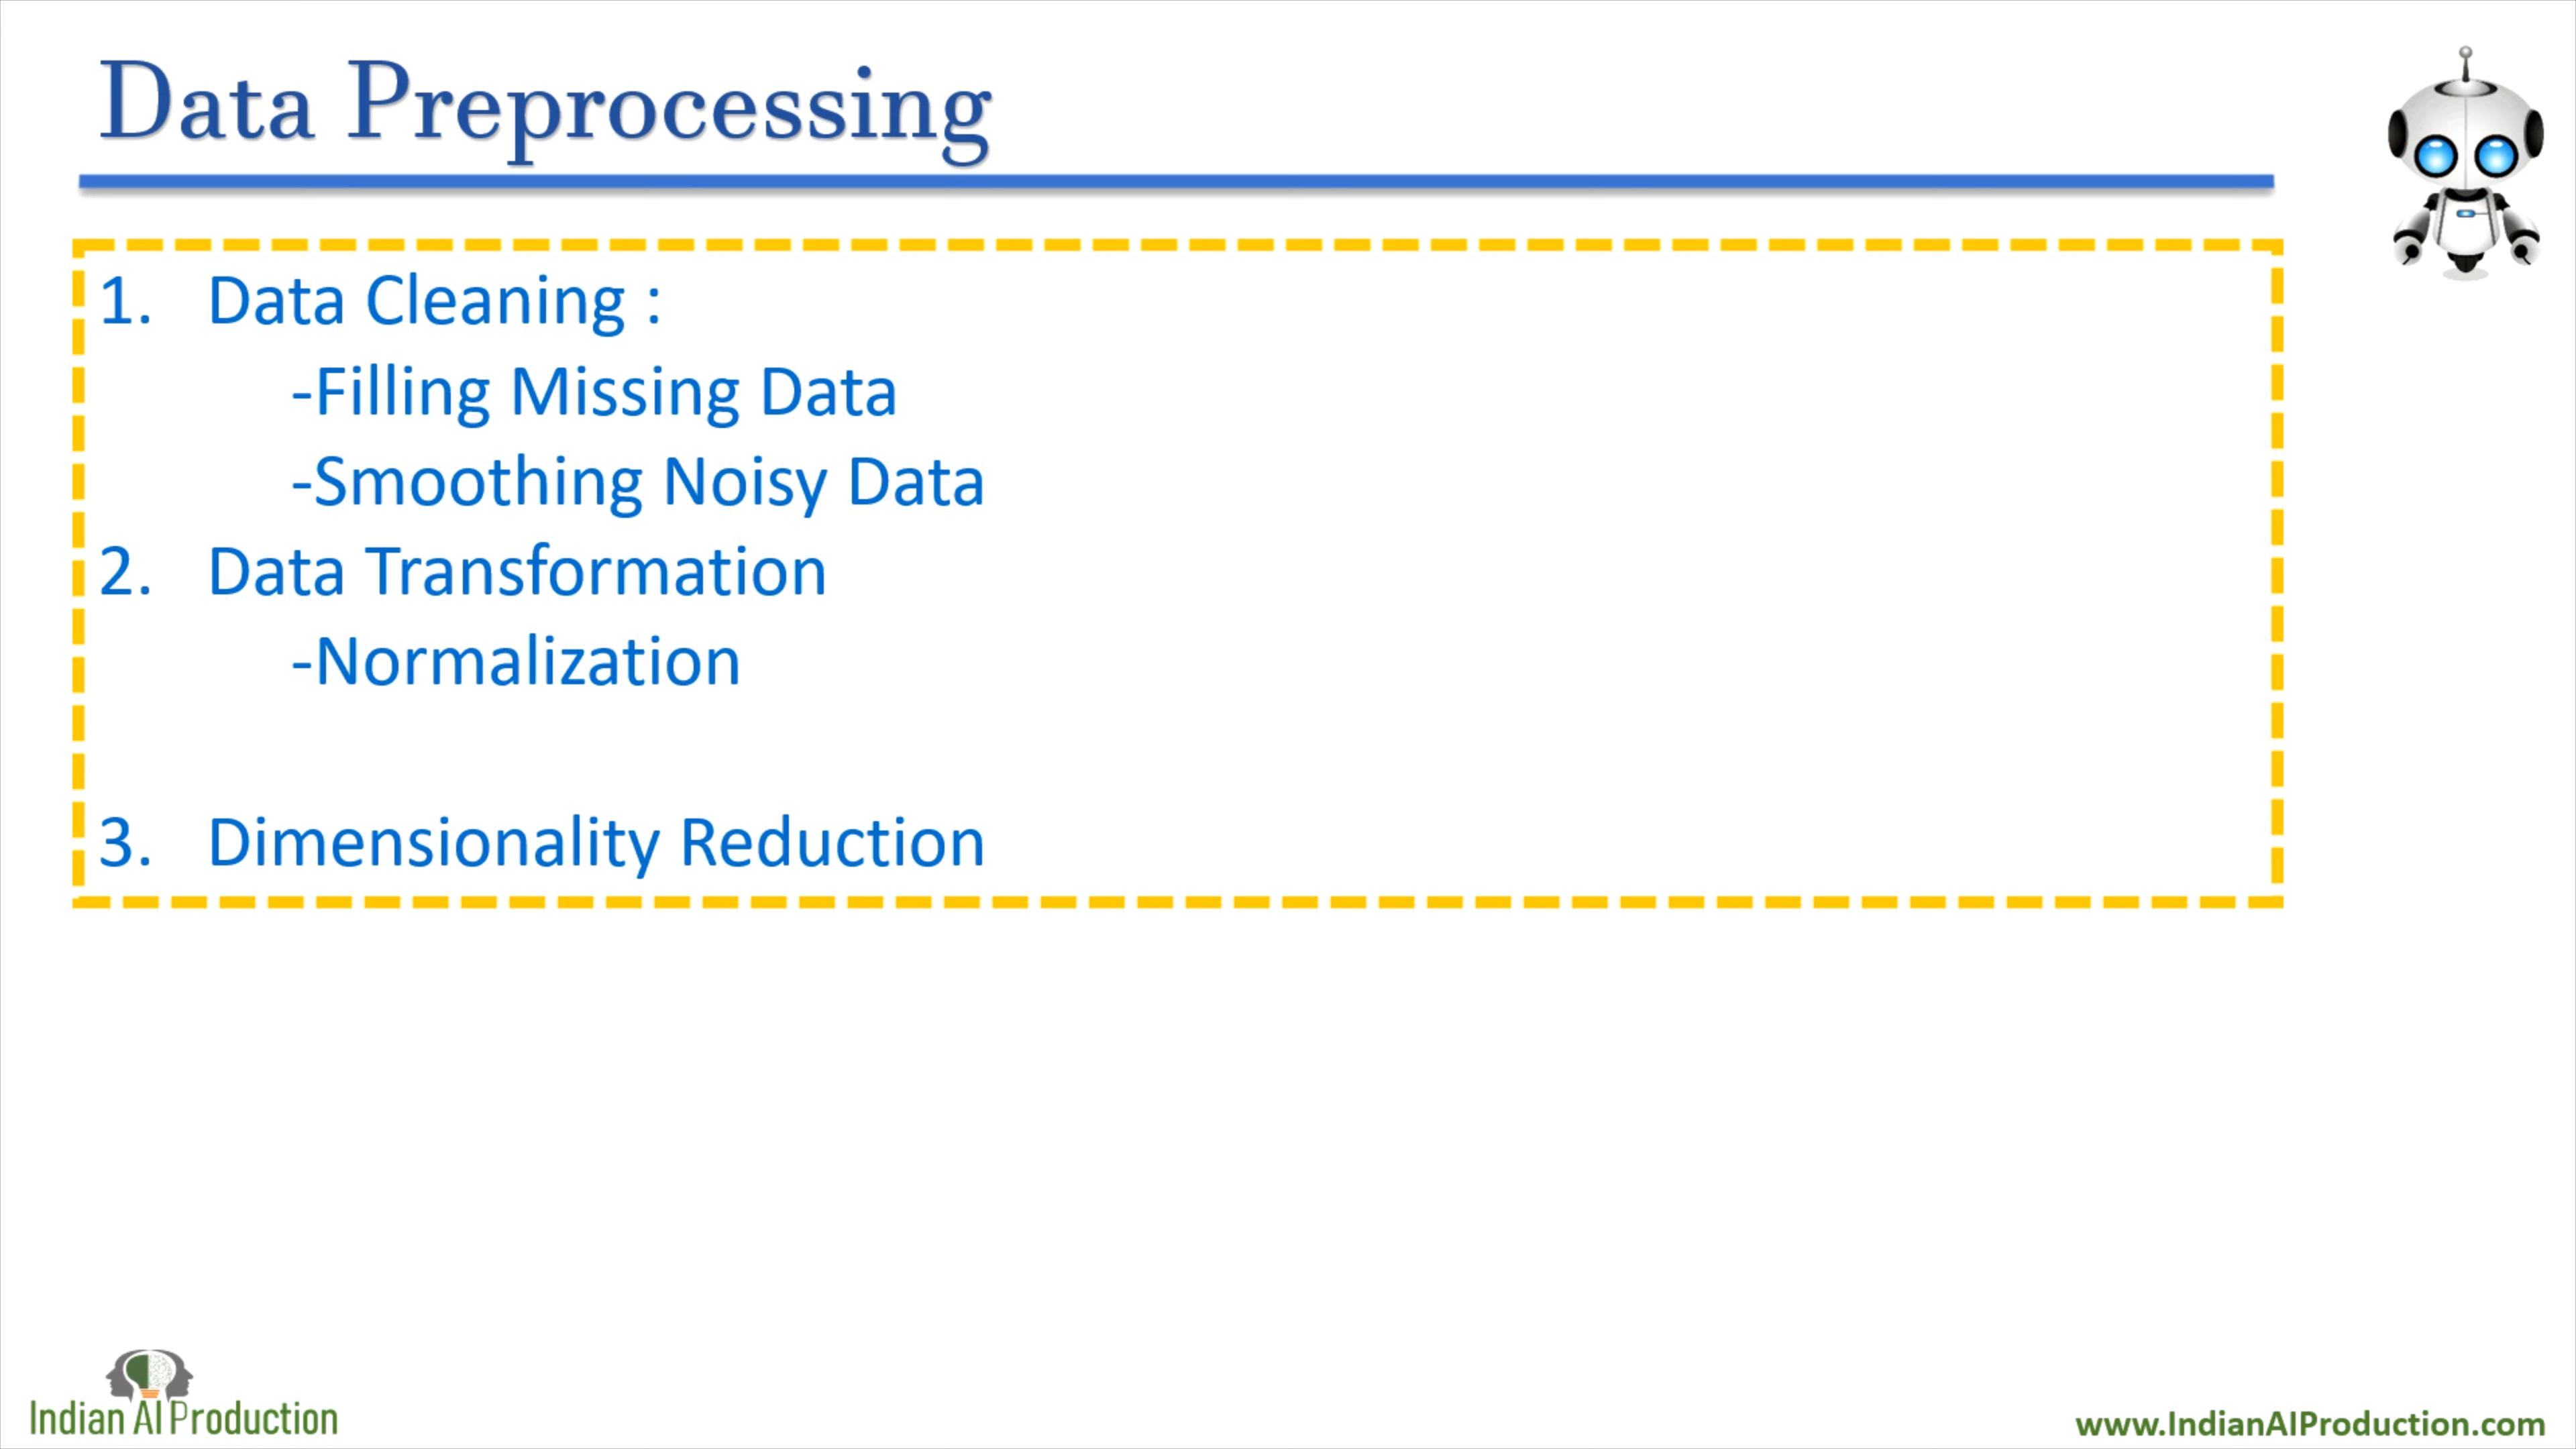 Data Preprocessing
1. Data Cleaning :
-Filling Missing Data
-Smoothing Noisy Data
2. Data Transformation
-Normalization
3. Dimensionality Reduction
Indian AI Production
www.IndianAIProduction.com